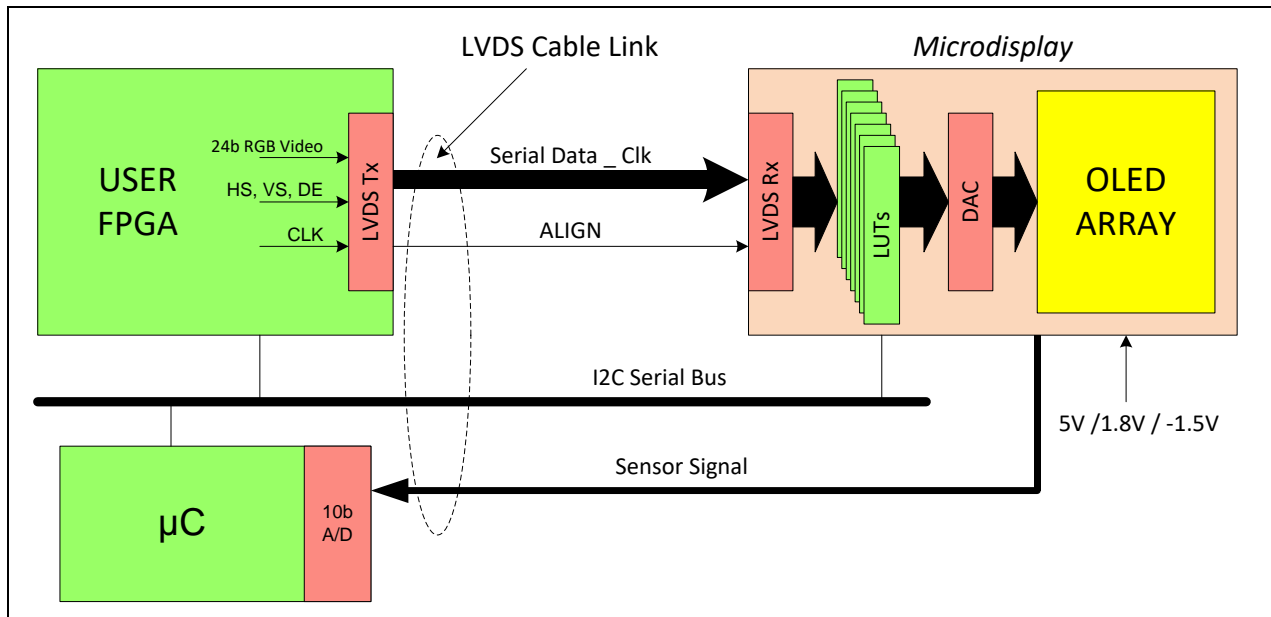 LVDS Cable Link
Microdisplay
USER
FPGA
24b RGB Video
HS, VS, DE
CLK
LVDS Tx
Serial Data _ Clk
ALIGN
LVDS Rx
LUTs
DAC
OLED
ARRAY
I2C Serial Bus
5V /1.8V / -1.5V
Sensor Signal
µC
10b
A/D